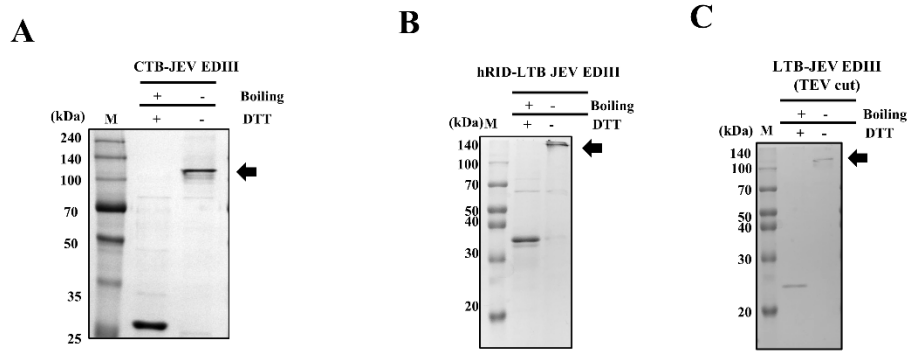 A
CTB-JEV EDIII
+ - Boiling
(kDa) M + - DTT
240
140
100
70
50
35
25
B
hRID-LTB JEV EDIII
+ - Boiling
(kDa) M + - DTT
140
100
70
50
40
30
20
C
LTB-JEV EDIII
(TEV cut)
+ - Boiling
(kDa) M + - DTT
140
100
70
50
40
30
20